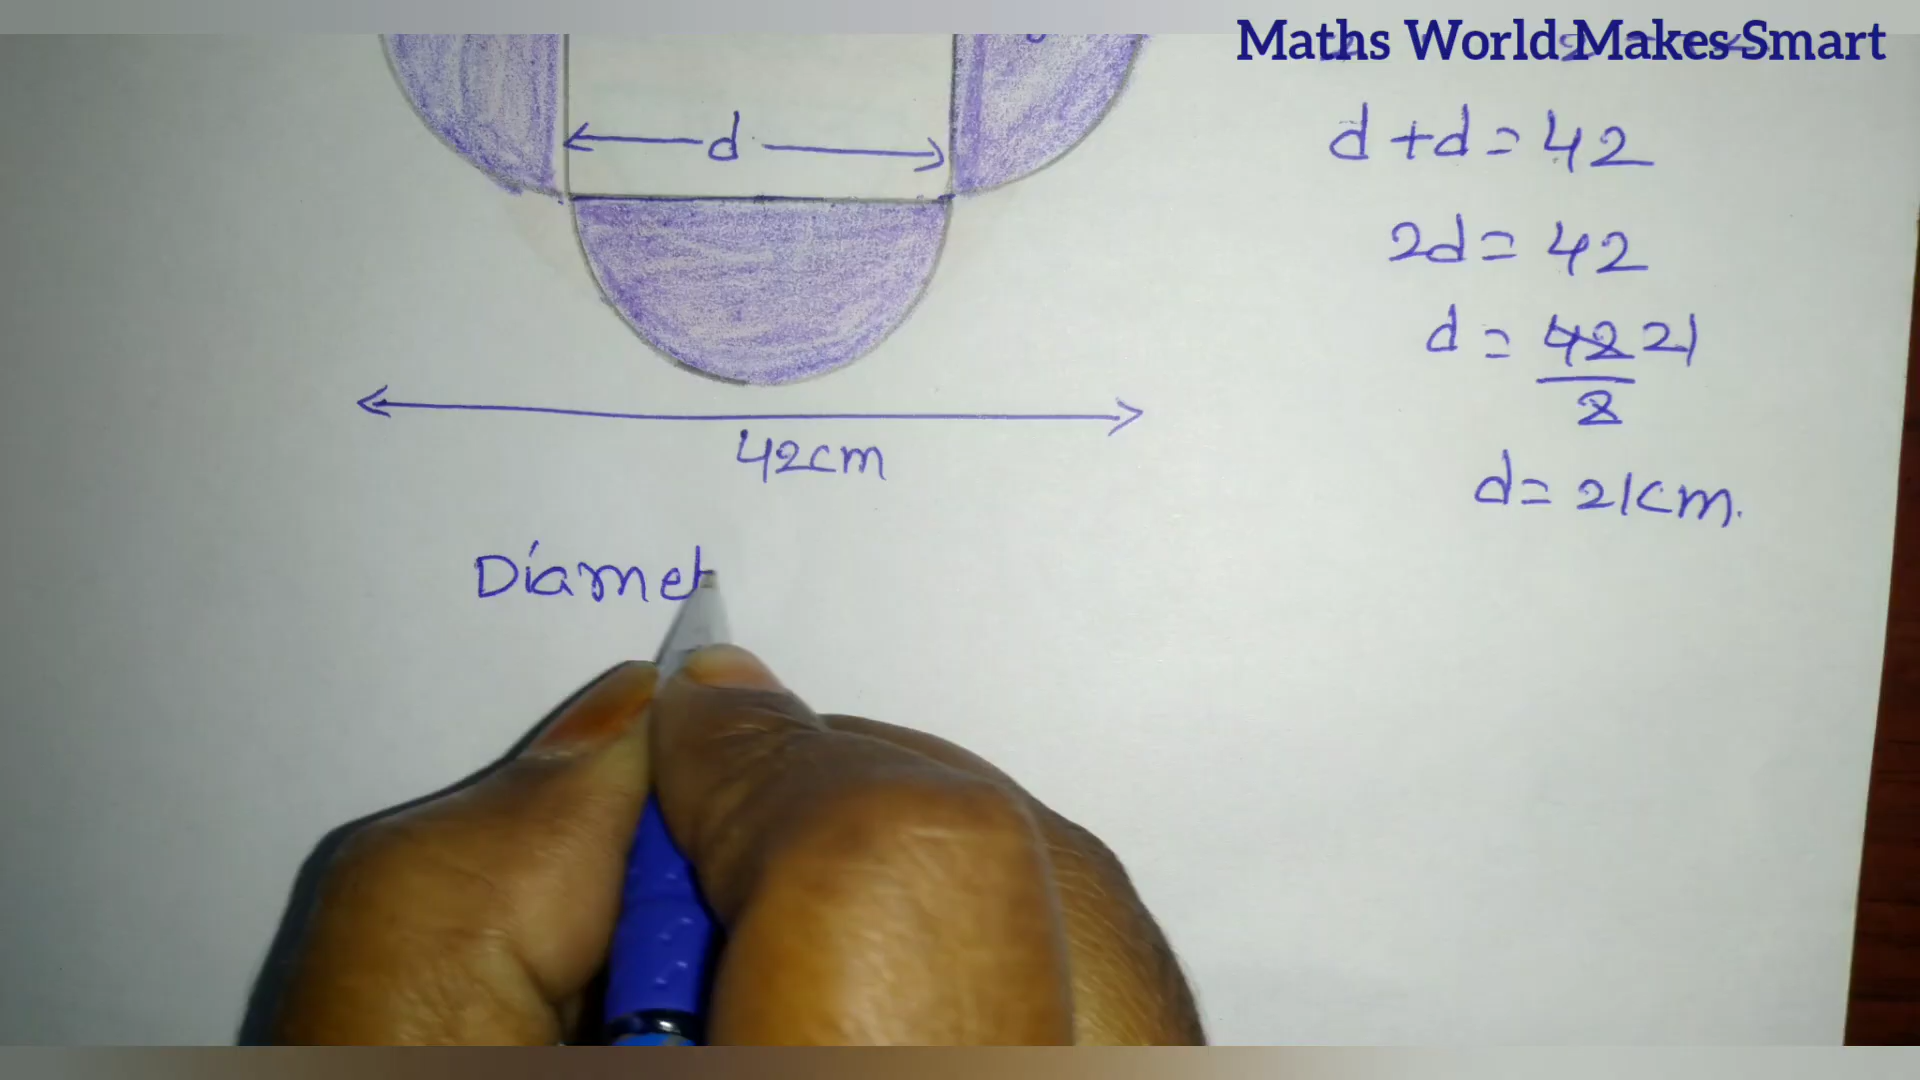 Maths World Makes Smart
d + d = 42
d
2d = 42
d = 42 21
2
42cm
d = 21cm.
Diamet